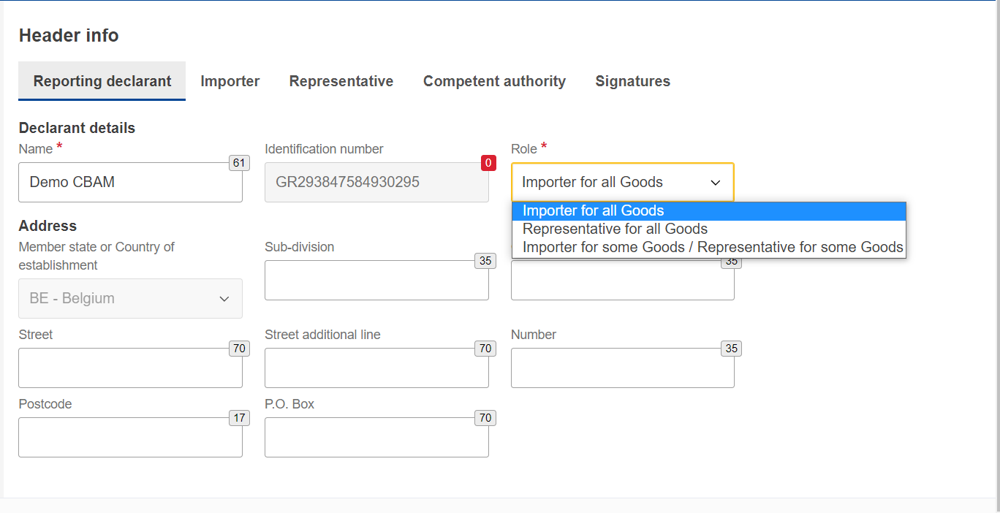 Header info
Reporting declarant Importer Representative Competent authority Signatures
Declarant details
Name * Identification number Role *
61 0
Demo CBAM GR293847584930295 Importer for all Goods
Importer for all Goods
Representative for all Goods
Importer for some Goods / Representative for some Goods
Address
Member state or Country of
establishment
Sub-division
35 35
BE - Belgium
Street Street additional line Number
70 70 35
Postcode P.O. Box
17 70